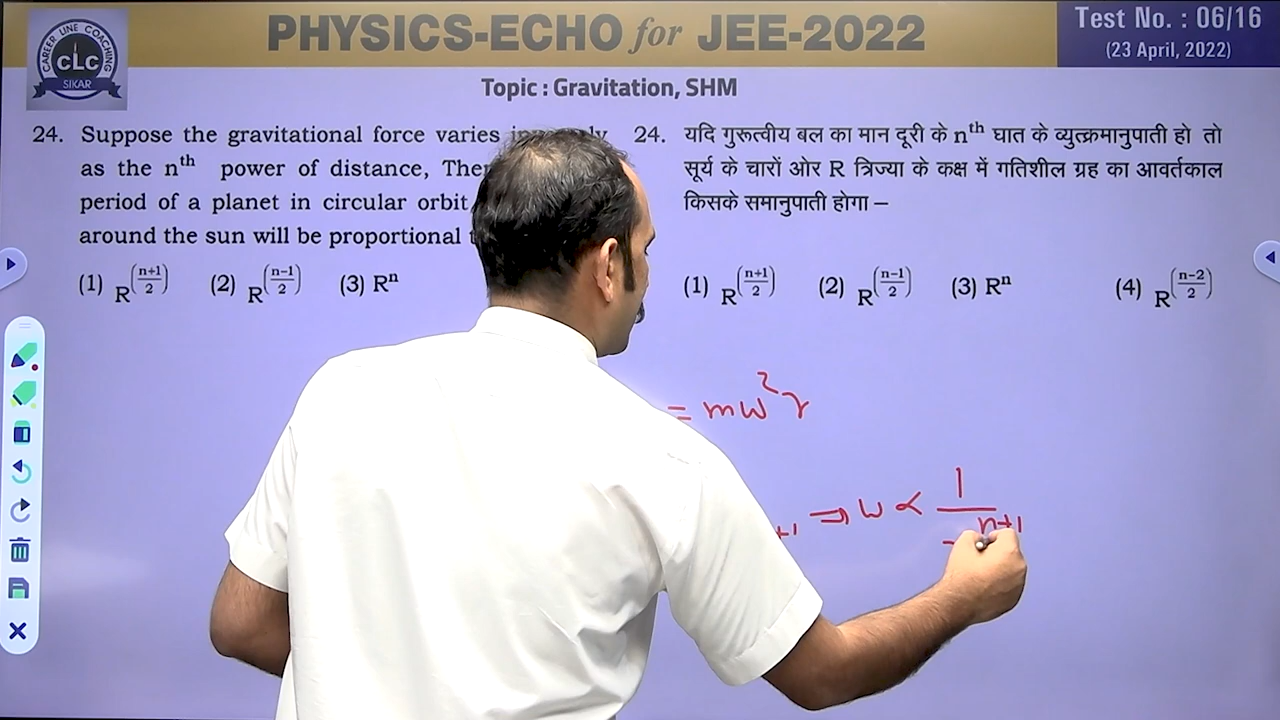 CAREER LINE COACHING
CLC
SIKAR
PHYSICS-ECHO for JEE-2022
Test No. : 06/16
(23 April, 2022)
Topic : Gravitation, SHM
24. Suppose the gravitational force varies
as the nth power of distance,
period of a planet in circular orbit
around the sun will be proportional
(1) R^((n+1)/2) (2) R^((n-1)/2) (3) R^n
24. यदि गुरूत्वीय बल का मान दूरी के nth घात के व्युत्क्रमानुपाती हो तो
सूर्य के चारों ओर R त्रिज्या के कक्ष में गतिशील ग्रह का आवर्तकाल
किसके समानुपाती होगा –
(1) R^((n+1)/2) (2) R^((n-1)/2) (3) R^n (4) R^((n-2)/2)
= mω²r
+1 ⇒ ω ∝ 1/
n+1